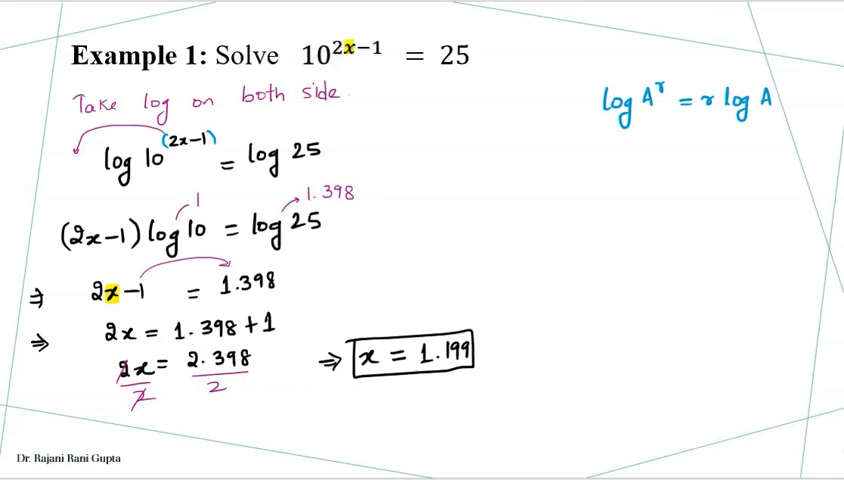 Example 1: Solve 10^{2x−1} = 25
Take log on both side.
log A^r = r log A
log 10^{(2x−1)} = log 25
1 1.398
(2x−1) log 10 = log 25
⇒ 2x−1 = 1.398
⇒ 2x = 1.398 + 1
2x/2 = 2.398/2 ⇒ x = 1.199
Dr. Rajani Rani Gupta